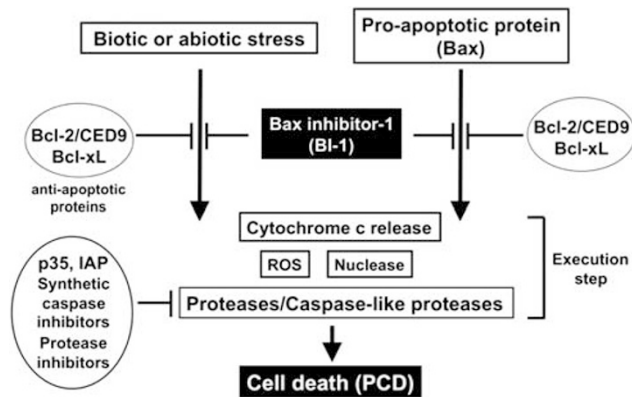 Biotic or abiotic stress
Pro-apoptotic protein
(Bax)
Bcl-2/CED9
Bcl-xL
Bax inhibitor-1
(BI-1)
Bcl-2/CED9
Bcl-xL
anti-apoptotic
proteins
Cytochrome c release
ROS
Nuclease
Execution
step
p35, IAP
Synthetic
caspase
inhibitors
Protease
inhibitors
Proteases/Caspase-like proteases
Cell death (PCD)